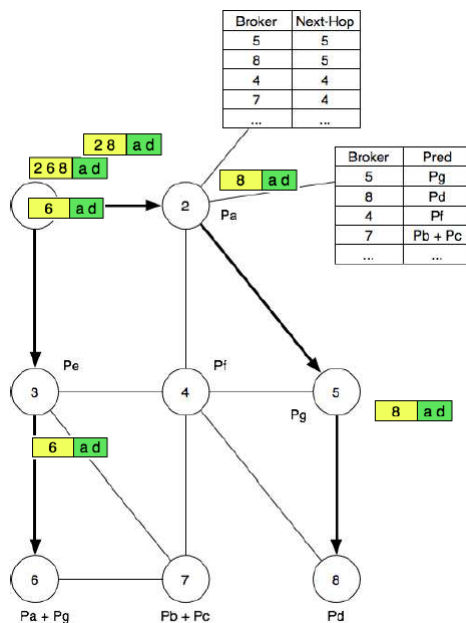 Broker Next-Hop
5 5
8 5
4 4
7 4
... ...
2 8 a d
2 6 8 a d
8 a d
Broker Pred
5 Pg
8 Pd
4 Pf
7 Pb + Pc
... ...
6 a d
2
Pa
Pe
Pf
3
4
5
Pg
8 a d
6 a d
6
7
8
Pa + Pg
Pb + Pc
Pd